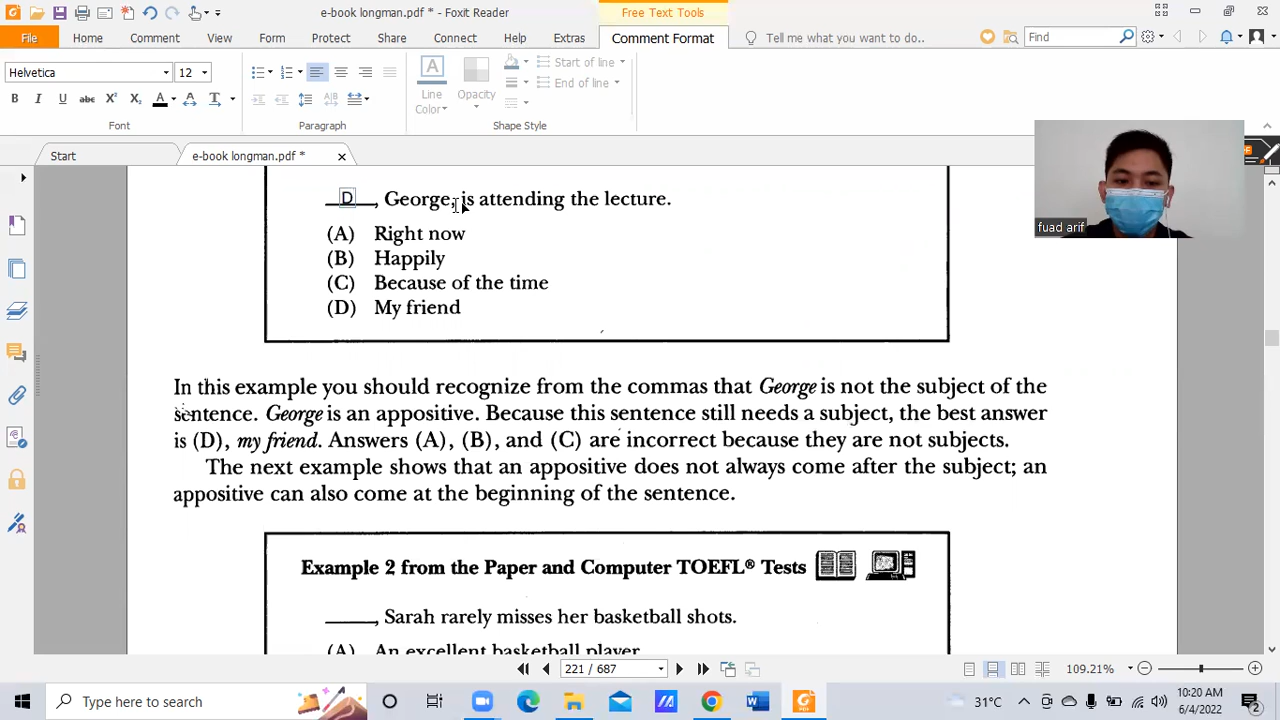 e-book longman.pdf * - Foxit Reader
Free Text Tools
File Home Comment View Form Protect Share Connect Help Extras Comment Format Tell me what you want to do.. Find
Helvetica 12
Line Color
Opacity
Start of line
End of line
Font Paragraph Shape Style
Start e-book longman.pdf *
fuad arif
D , George, is attending the lecture.
(A) Right now
(B) Happily
(C) Because of the time
(D) My friend
In this example you should recognize from the commas that George is not the subject of the
sentence. George is an appositive. Because this sentence still needs a subject, the best answer
is (D), my friend. Answers (A), (B), and (C) are incorrect because they are not subjects.
The next example shows that an appositive does not always come after the subject; an
appositive can also come at the beginning of the sentence.
Example 2 from the Paper and Computer TOEFL® Tests
_____, Sarah rarely misses her basketball shots.
(A) An excellent basketball player
221 / 687 109.21%
Type here to search
31°C
10:20 AM
6/4/2022
2